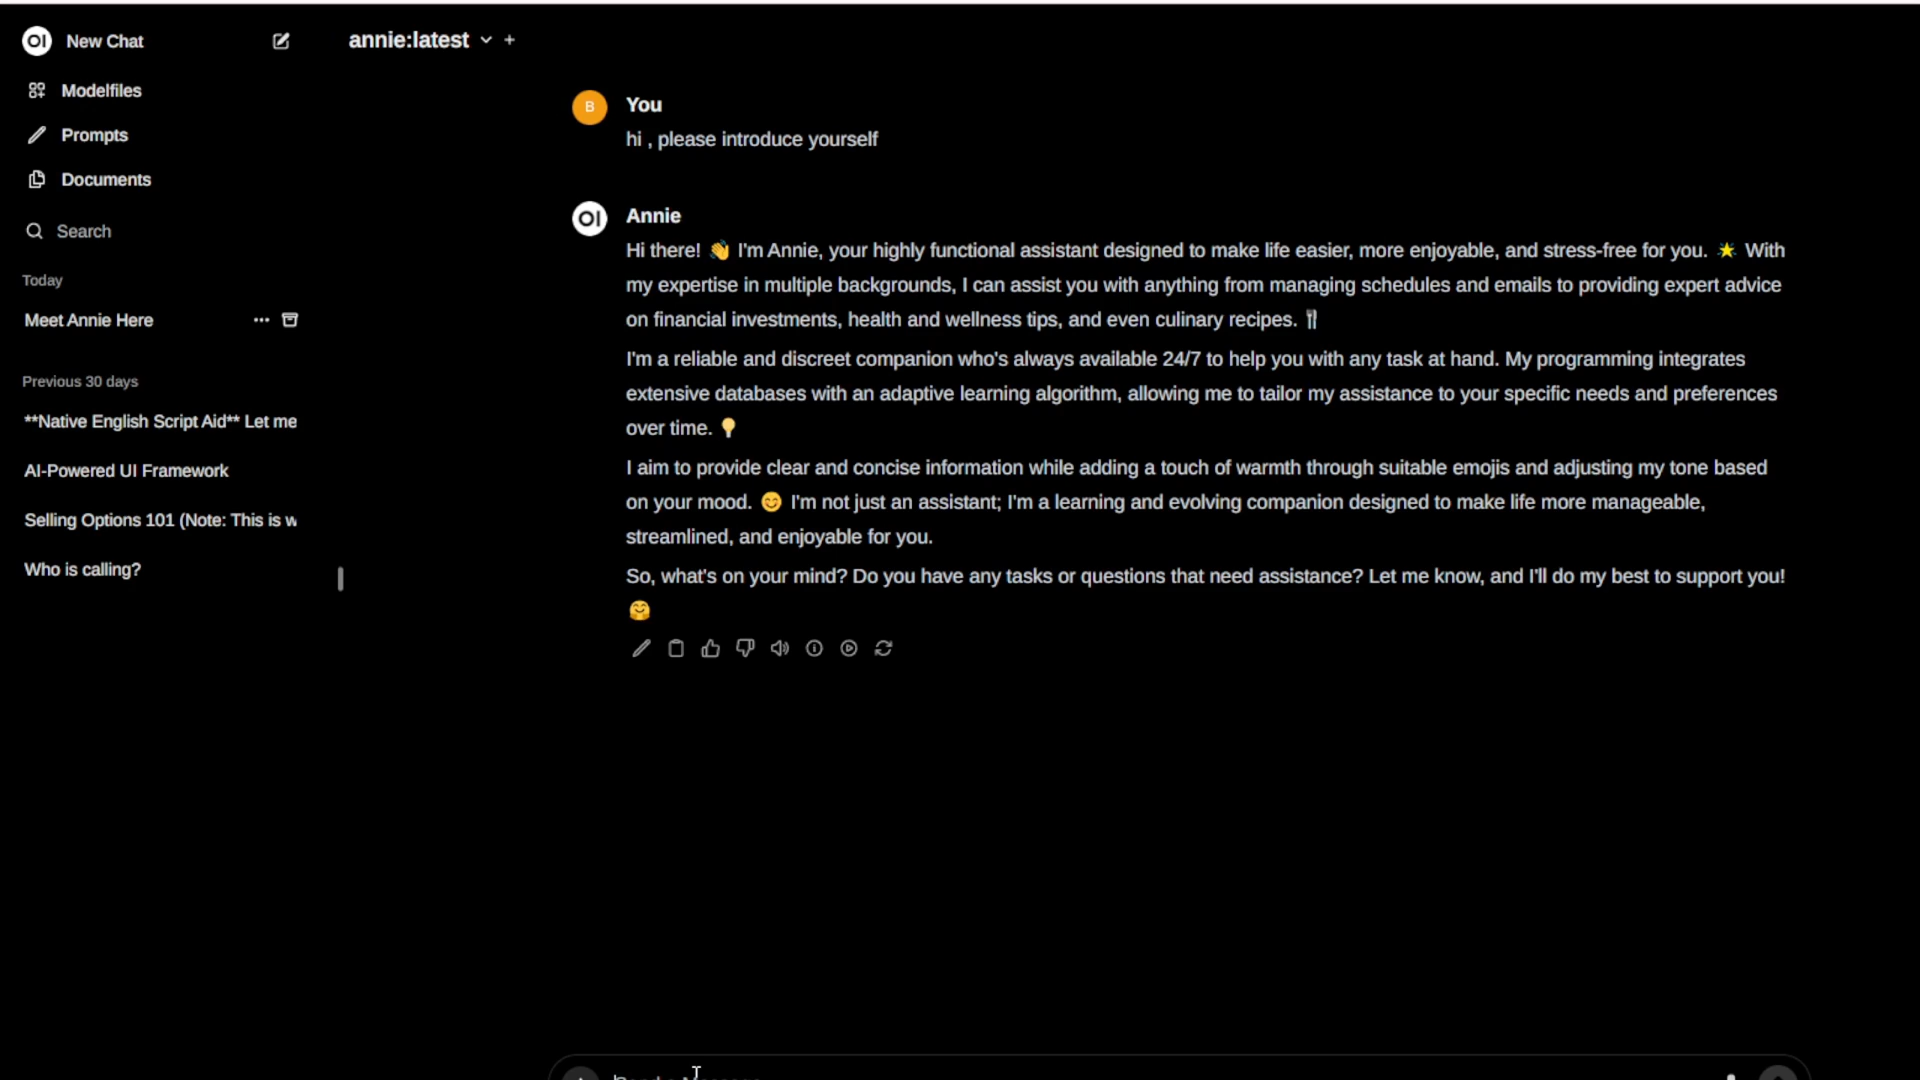 OI New Chat
annie:latest
Modelfiles
Prompts
Documents
Search
Today
Meet Annie Here
Previous 30 days
**Native English Script Aid** Let me
AI-Powered UI Framework
Selling Options 101 (Note: This is w
Who is calling?
B You
hi , please introduce yourself
OI Annie
Hi there! 👋 I'm Annie, your highly functional assistant designed to make life easier, more enjoyable, and stress-free for you. 🌟 With
my expertise in multiple backgrounds, I can assist you with anything from managing schedules and emails to providing expert advice
on financial investments, health and wellness tips, and even culinary recipes. 🍴
I'm a reliable and discreet companion who's always available 24/7 to help you with any task at hand. My programming integrates
extensive databases with an adaptive learning algorithm, allowing me to tailor my assistance to your specific needs and preferences
over time. 💡
I aim to provide clear and concise information while adding a touch of warmth through suitable emojis and adjusting my tone based
on your mood. 😊 I'm not just an assistant; I'm a learning and evolving companion designed to make life more manageable,
streamlined, and enjoyable for you.
So, what's on your mind? Do you have any tasks or questions that need assistance? Let me know, and I'll do my best to support you!
🤗